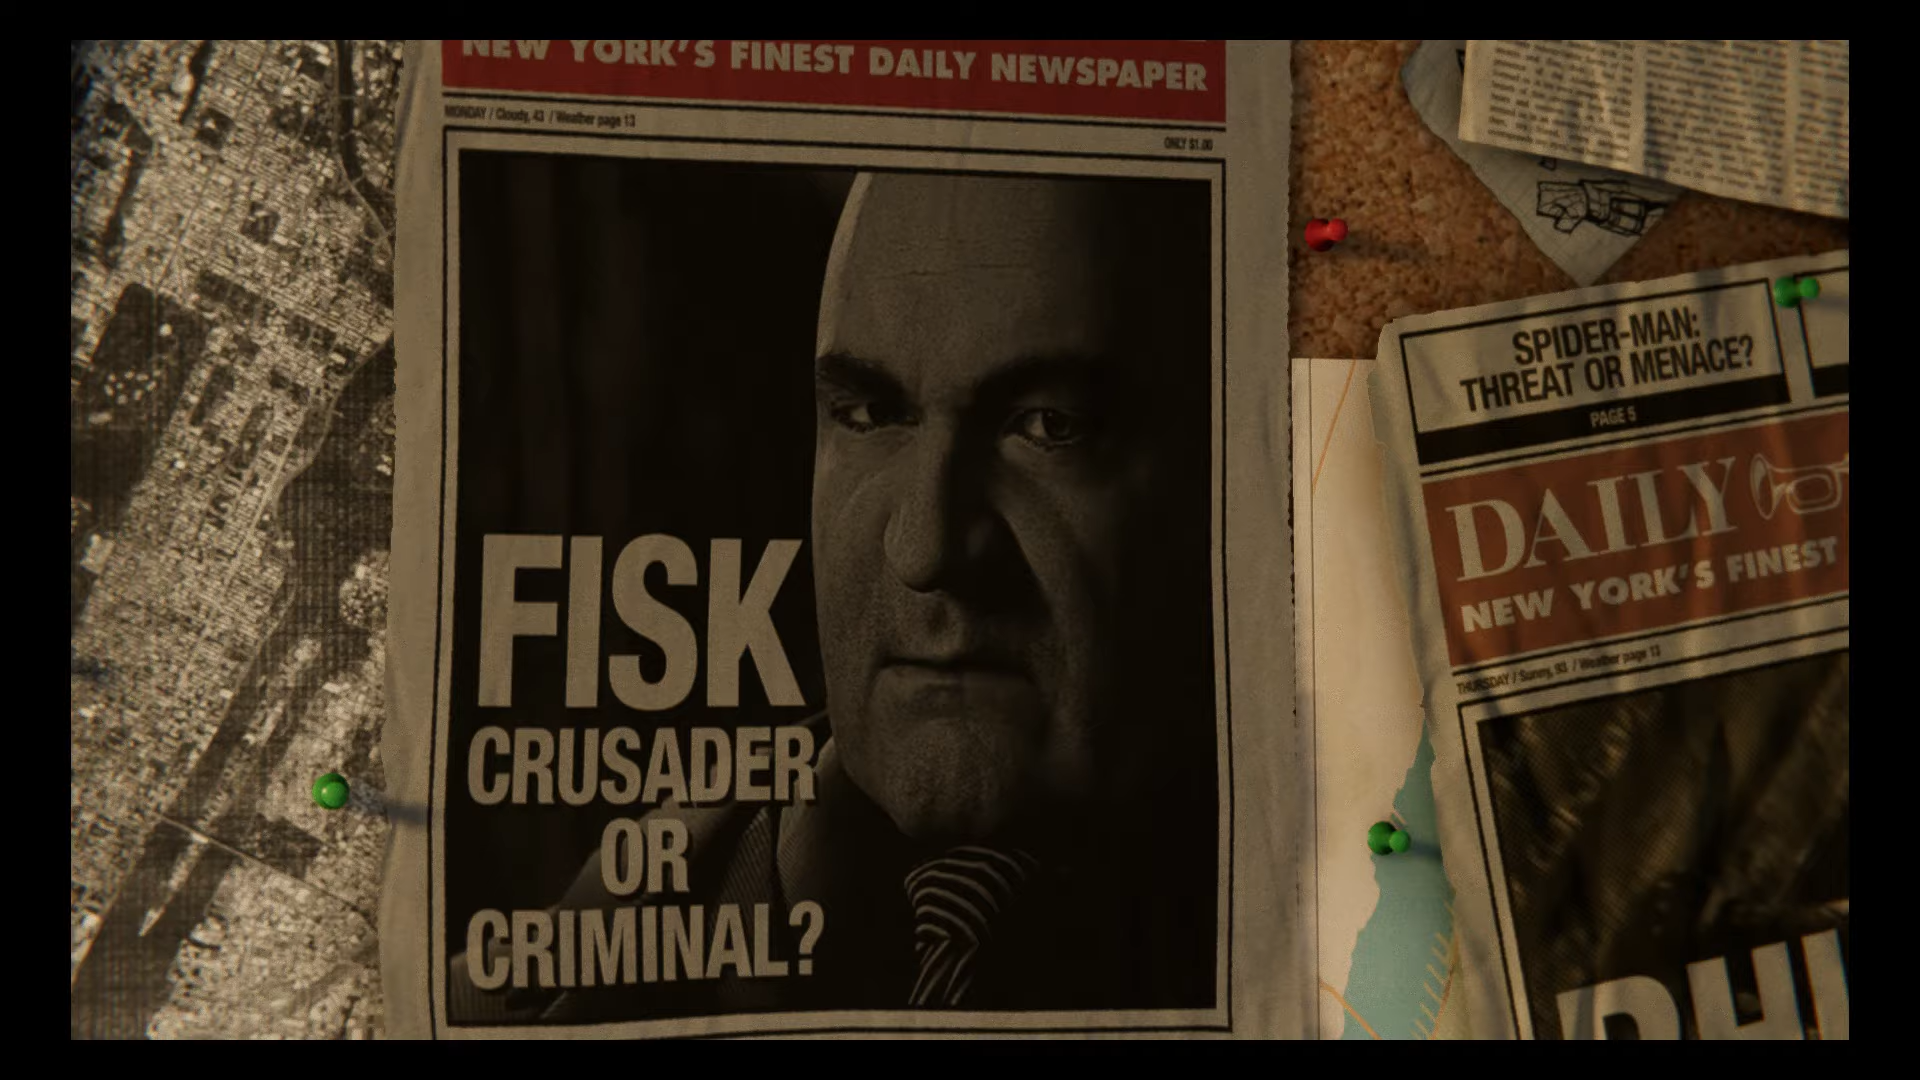 NEW YORK'S FINEST DAILY NEWSPAPER
MONDAY / Cloudy, 43 / Weather page 13
ONLY $1.00
FISK
CRUSADER
OR
CRIMINAL?
SPIDER-MAN:
THREAT OR MENACE?
PAGE 5
DAILY
NEW YORK'S FINEST
THURSDAY / Sunny, 93 / Weather page 13